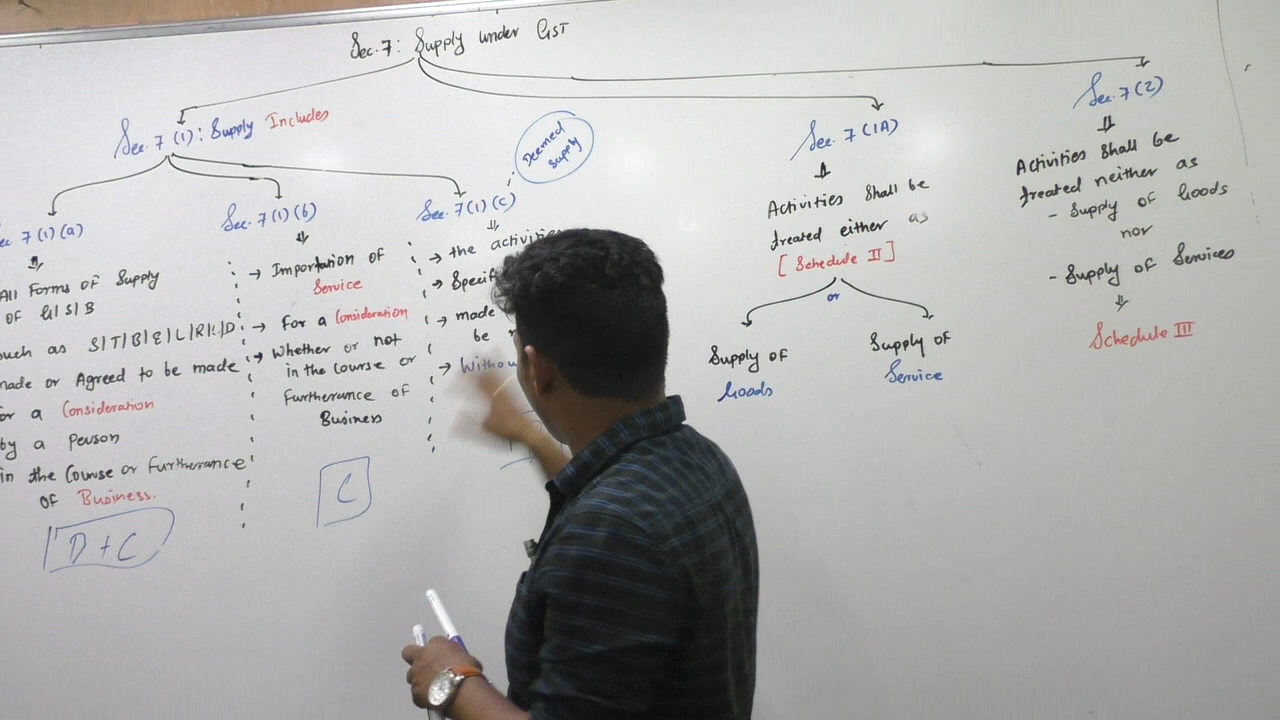 Sec. 7 : Supply under GST
Sec. 7 (1) : Supply Includes
Deemed
Supply
Sec. 7 (1A)
Sec. 7 (2)
7 (1) (a)
All Forms of Supply
of G/S/B
such as S/T/B/E/L/R/L/D
made or Agreed to be made
for a Consideration
by a person
in the Course or furtherance
of Business.
D + C
Sec. 7 (1) (b)
→ Importation of
Service
→ For a Consideration
→ Whether or not
in the Course or
Furtherance of
Business
C
Sec. 7 (1) (c)
→ the activities
→
→ made
be
→
Activities Shall be
treated either as
[ Schedule II ]
or
Supply of
Goods
Supply of
Service
Activities Shall be
treated neither as
- Supply of Goods
nor
- Supply of Services
Schedule III